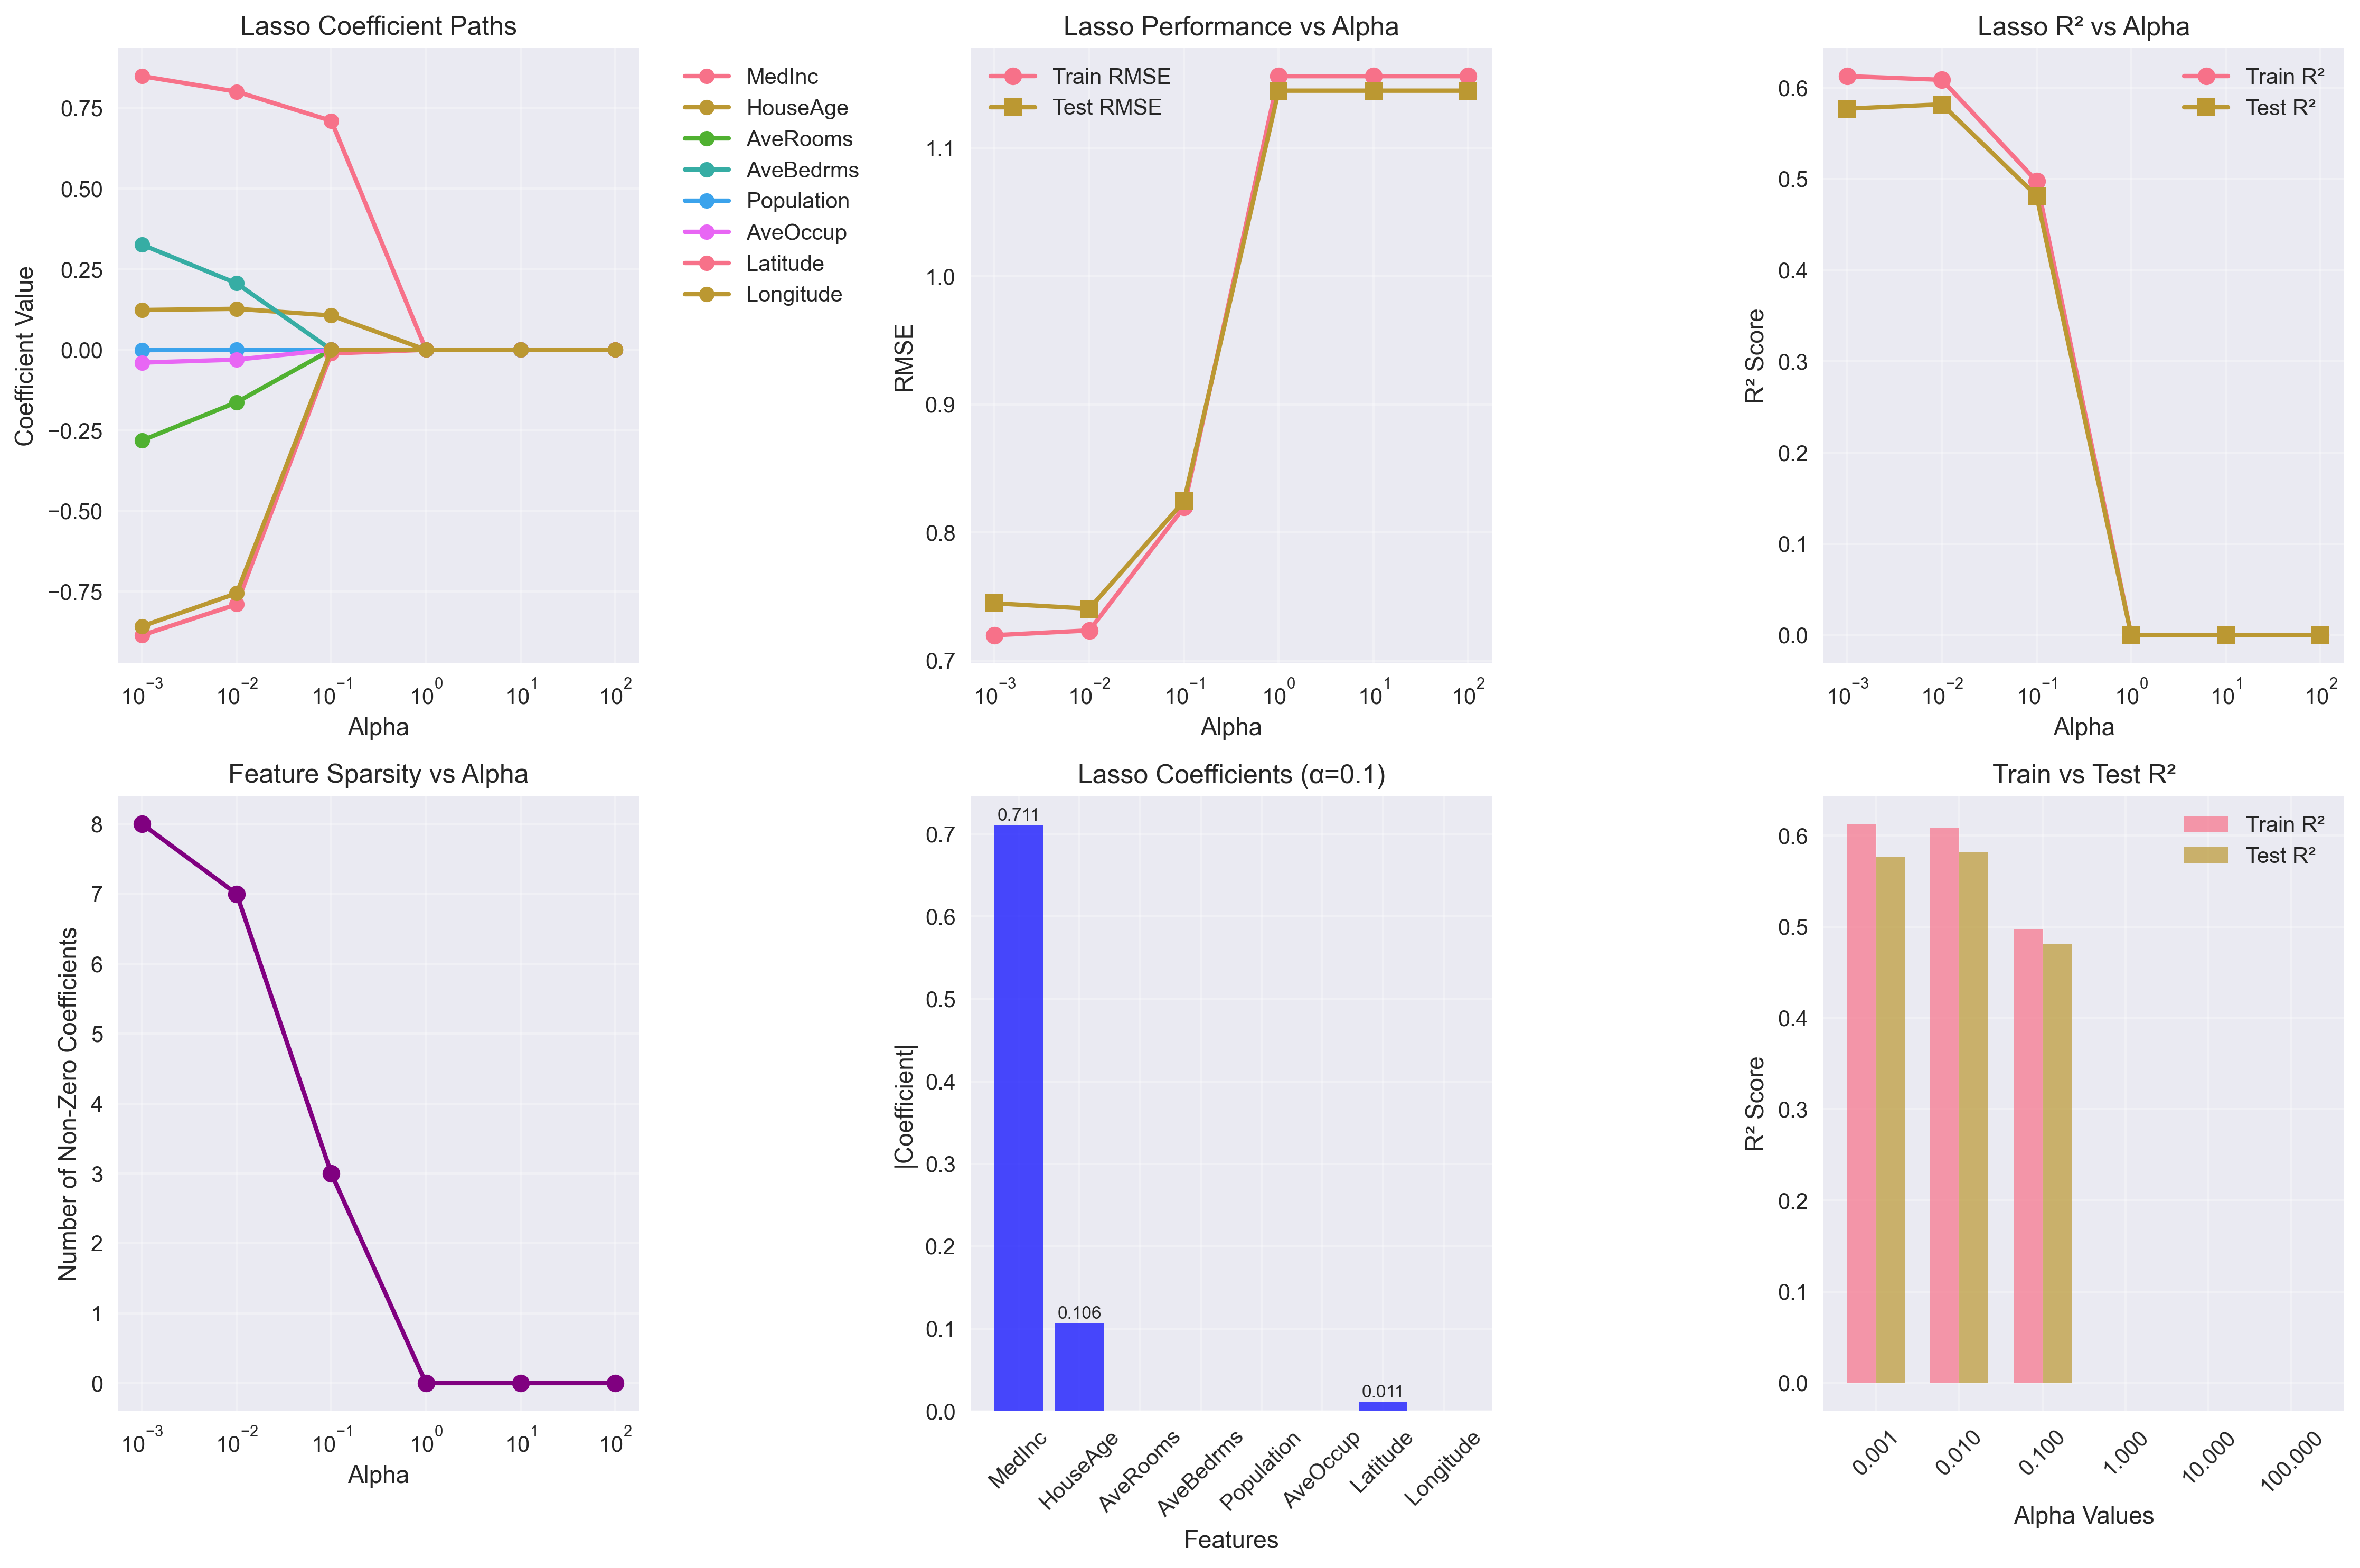 Lasso Coefficient Paths
Coefficient Value
0.75
0.50
0.25
0.00
−0.25
−0.50
−0.75
10⁻³ 10⁻² 10⁻¹ 10⁰ 10¹ 10²
Alpha
MedInc
HouseAge
AveRooms
AveBedrms
Population
AveOccup
Latitude
Longitude
Lasso Performance vs Alpha
Train RMSE
Test RMSE
RMSE
1.1
1.0
0.9
0.8
0.7
10⁻³ 10⁻² 10⁻¹ 10⁰ 10¹ 10²
Alpha
Lasso R² vs Alpha
Train R²
Test R²
R² Score
0.6
0.5
0.4
0.3
0.2
0.1
0.0
10⁻³ 10⁻² 10⁻¹ 10⁰ 10¹ 10²
Alpha
Feature Sparsity vs Alpha
Number of Non-Zero Coefficients
8
7
6
5
4
3
2
1
0
10⁻³ 10⁻² 10⁻¹ 10⁰ 10¹ 10²
Alpha
Lasso Coefficients (α=0.1)
|Coefficient|
0.7
0.6
0.5
0.4
0.3
0.2
0.1
0.0
0.711
0.106
0.011
MedInc
HouseAge
AveRooms
AveBedrms
Population
AveOccup
Latitude
Longitude
Features
Train vs Test R²
Train R²
Test R²
R² Score
0.6
0.5
0.4
0.3
0.2
0.1
0.0
0.001
0.010
0.100
1.000
10.000
100.000
Alpha Values